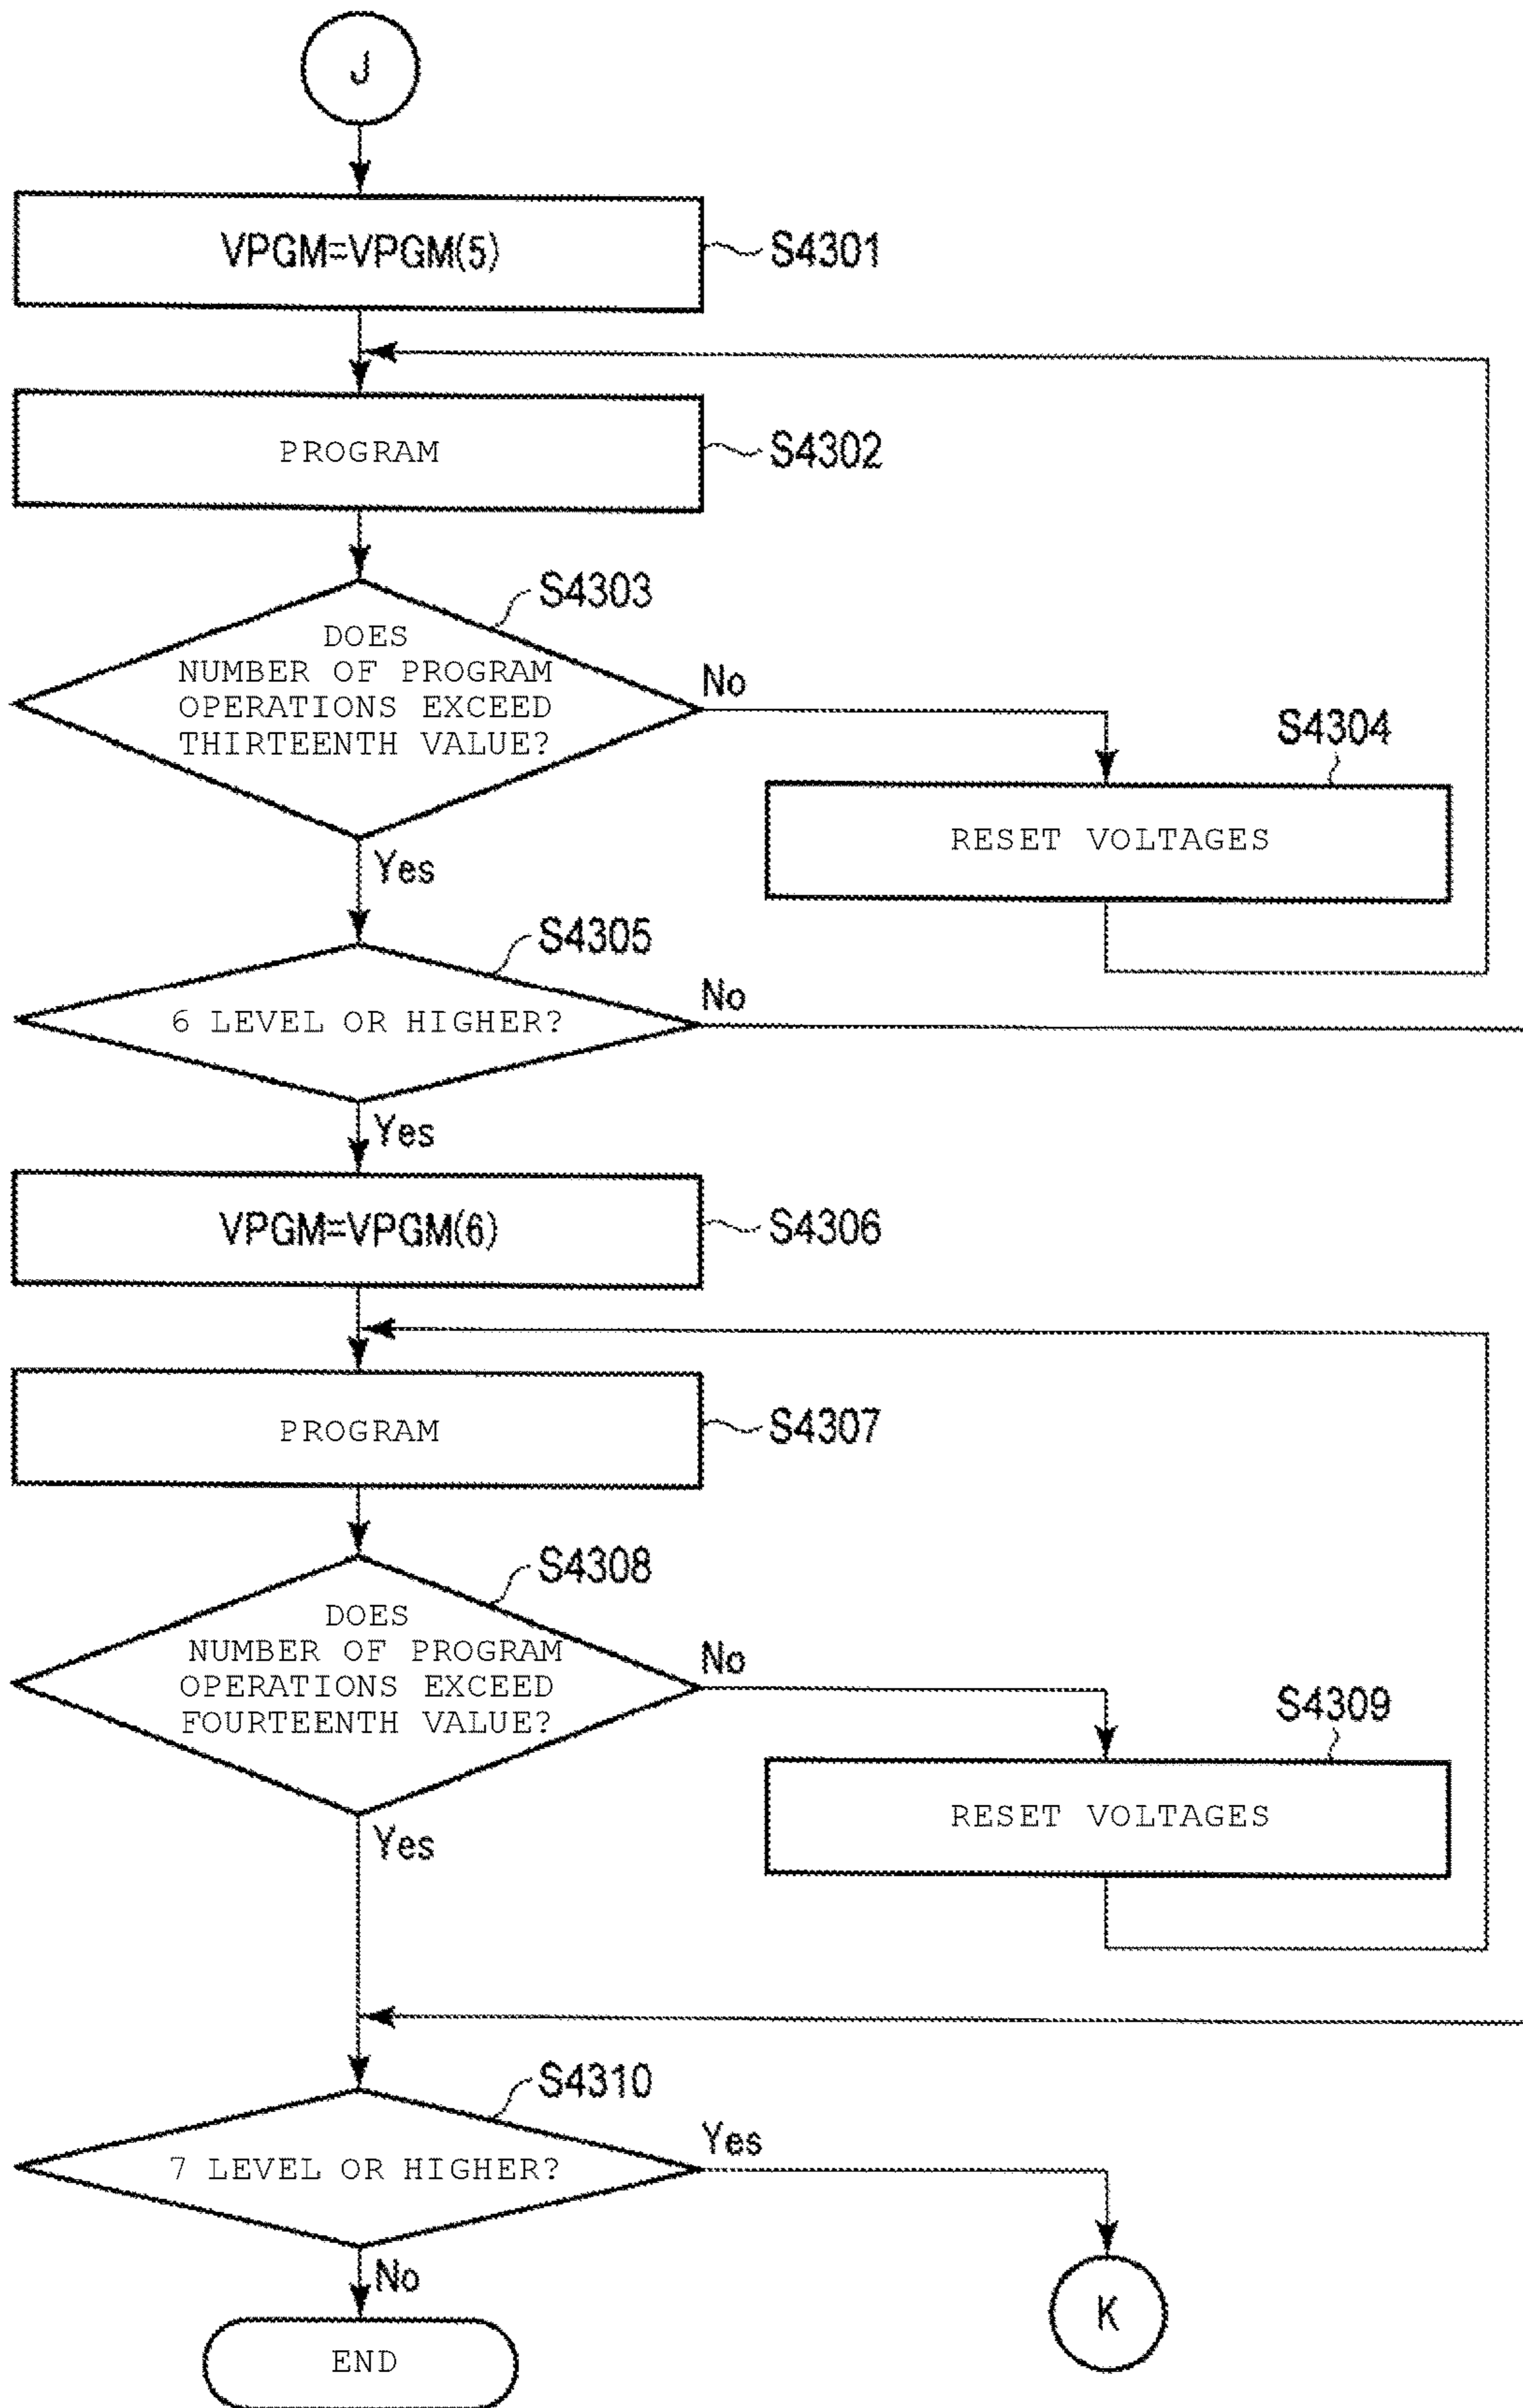 J
VPGM=VPGM(5)
S4301
PROGRAM
S4302
S4303
DOES
NUMBER OF PROGRAM
OPERATIONS EXCEED
THIRTEENTH VALUE?
No
S4304
RESET VOLTAGES
Yes
S4305
6 LEVEL OR HIGHER?
No
Yes
VPGM=VPGM(6)
S4306
PROGRAM
S4307
S4308
DOES
NUMBER OF PROGRAM
OPERATIONS EXCEED
FOURTEENTH VALUE?
No
S4309
RESET VOLTAGES
Yes
S4310
7 LEVEL OR HIGHER?
Yes
No
K
END